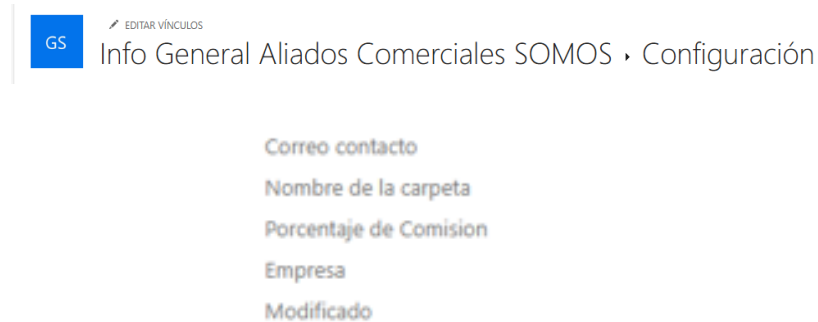 EDITAR VÍNCULOS
GS
Info General Aliados Comerciales SOMOS ▸ Configuración
Correo contacto
Nombre de la carpeta
Porcentaje de Comision
Empresa
Modificado